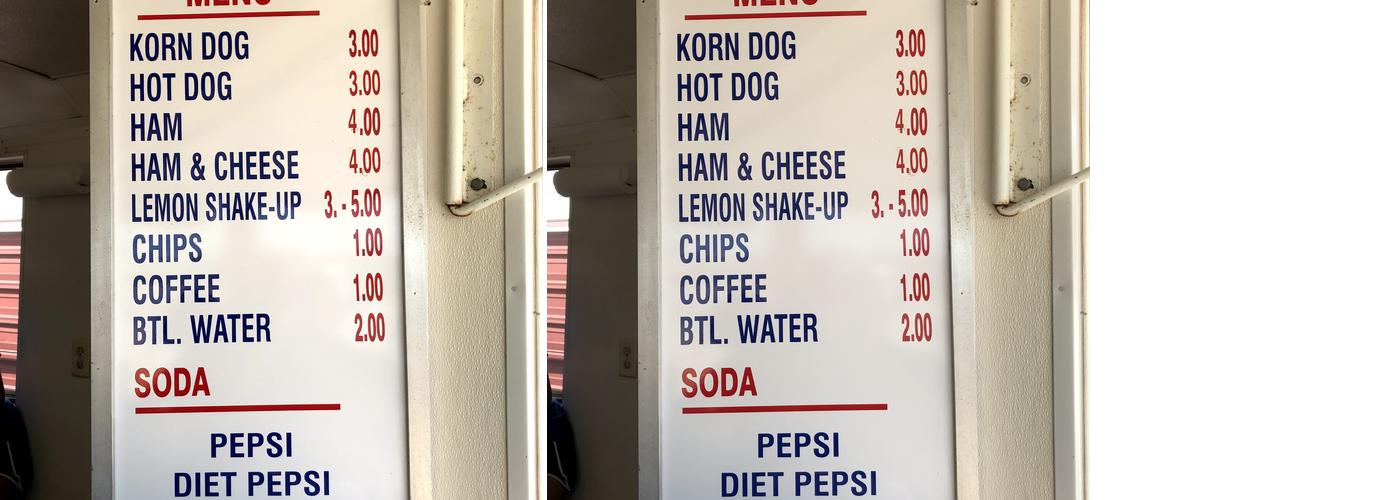 MENU
KORN DOG 3.00
HOT DOG 3.00
HAM 4.00
HAM & CHEESE 4.00
LEMON SHAKE-UP 3. - 5.00
CHIPS 1.00
COFFEE 1.00
BTL. WATER 2.00
SODA
PEPSI
DIET PEPSI
MENU
KORN DOG 3.00
HOT DOG 3.00
HAM 4.00
HAM & CHEESE 4.00
LEMON SHAKE-UP 3. - 5.00
CHIPS 1.00
COFFEE 1.00
BTL. WATER 2.00
SODA
PEPSI
DIET PEPSI